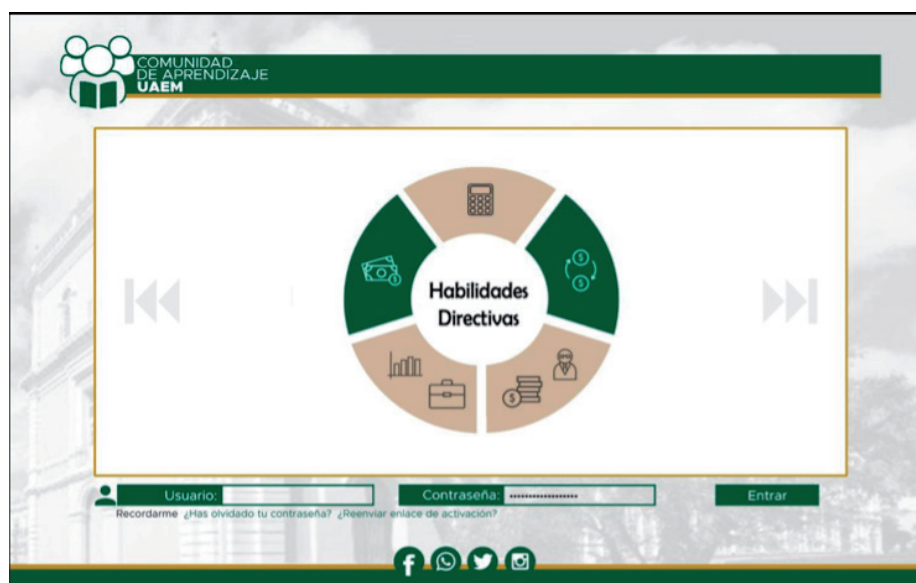 COMUNIDAD
DE APRENDIZAJE
UAEM
Habilidades
Directivas
Usuario:
Contraseña:
Entrar
Recordarme ¿Has olvidado tu contraseña? ¿Reenviar enlace de activación?